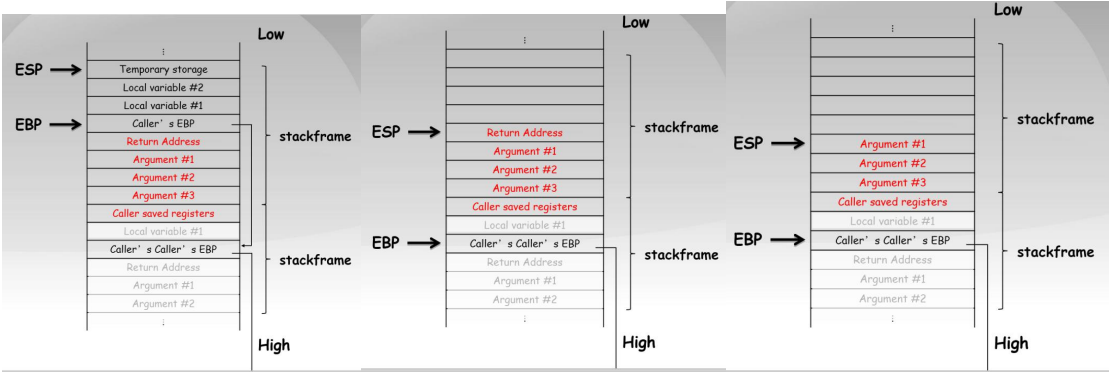 Low
⋮
ESP
Temporary storage
Local variable #2
Local variable #1
EBP
Caller' s EBP
Return Address
stackframe
Argument #1
Argument #2
Argument #3
Caller saved registers
Local variable #1
Caller' s Caller' s EBP
stackframe
Return Address
Argument #1
Argument #2
⋮
High
Low
⋮
stackframe
ESP
Return Address
Argument #1
Argument #2
Argument #3
Caller saved registers
Local variable #1
EBP
Caller' s Caller' s EBP
stackframe
Return Address
Argument #1
Argument #2
⋮
High
Low
⋮
stackframe
ESP
Argument #1
Argument #2
Argument #3
Caller saved registers
Local variable #1
EBP
Caller' s Caller' s EBP
stackframe
Return Address
Argument #1
Argument #2
⋮
High